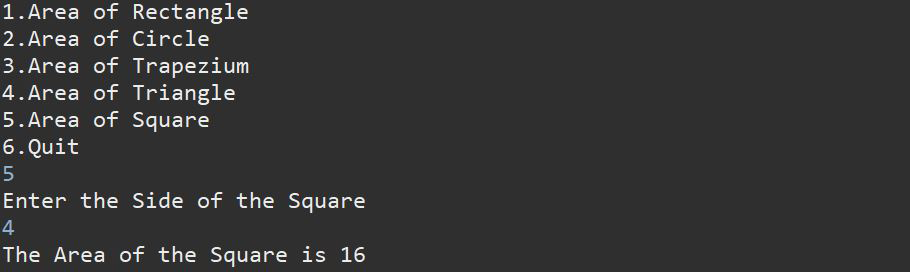 1.Area of Rectangle
2.Area of Circle
3.Area of Trapezium
4.Area of Triangle
5.Area of Square
6.Quit
5
Enter the Side of the Square
4
The Area of the Square is 16